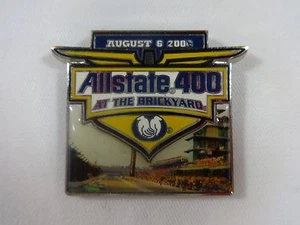 AUGUST 6
Allstate 400
AT THE BRICKYARD
®